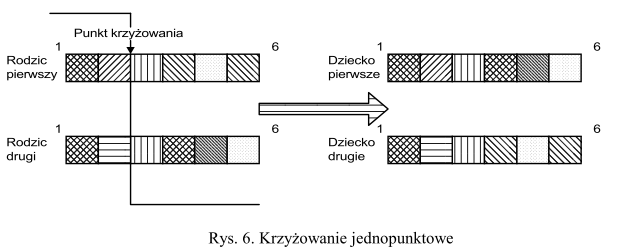 Punkt krzyżowania
1 6 1 6
Rodzic Dziecko
pierwszy pierwsze
1 6 1 6
Rodzic Dziecko
drugi drugie
Rys. 6. Krzyżowanie jednopunktowe